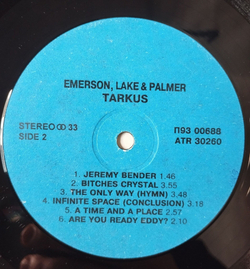 EMERSON, LAKE & PALMER
TARKUS
STEREO 33
SIDE 2
П93 00688
ATR 30260
1. JEREMY BENDER 1.46
2. BITCHES CRYSTAL 3.55
3. THE ONLY WAY (HYMN) 3.48
4. INFINITE SPACE (CONCLUSION) 3.18
5. A TIME AND A PLACE 2.57
6. ARE YOU READY EDDY? 2.10